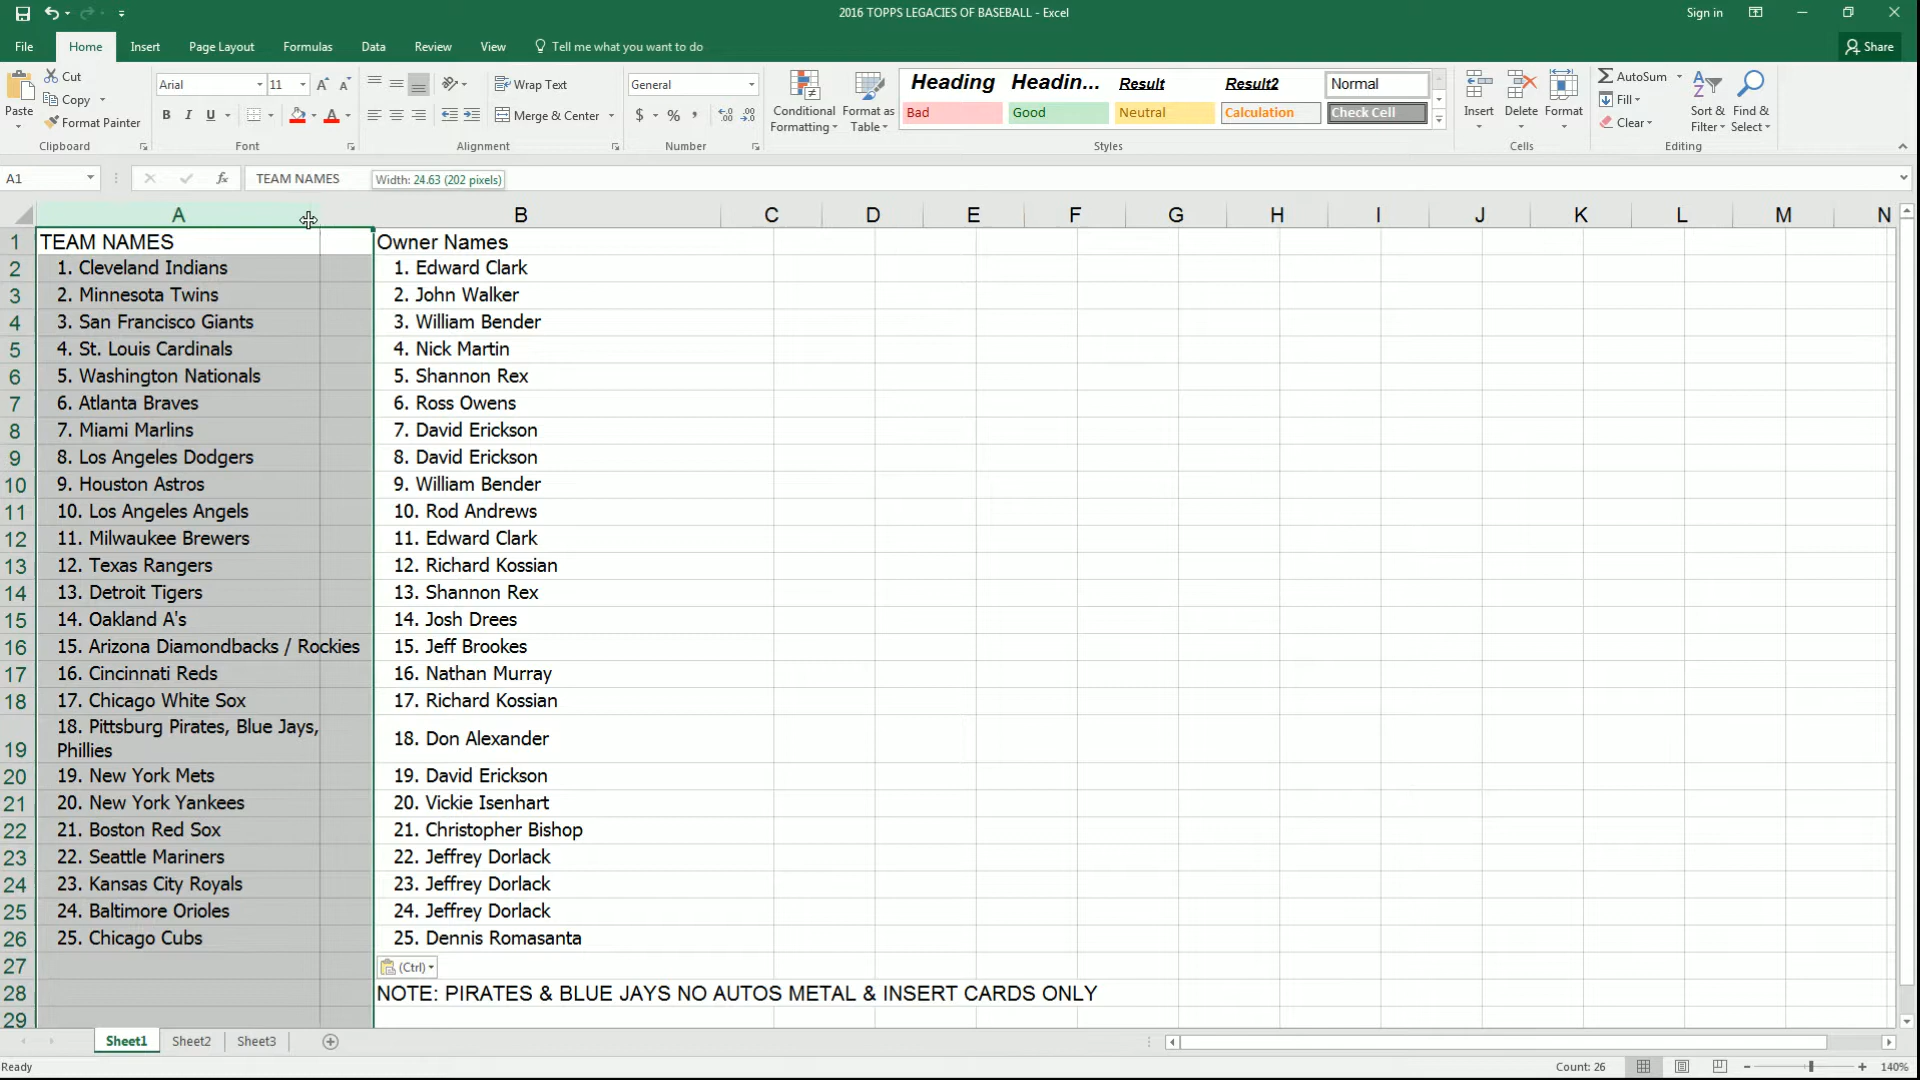 2016 TOPPS LEGACIES OF BASEBALL - Excel
Sign in
File Home Insert Page Layout Formulas Data Review View Tell me what you want to do Share
Paste
Cut
Copy
Format Painter
Clipboard
Arial 11
B I U
Font
Wrap Text
Merge & Center
Alignment
General
$ % ,
Number
Conditional Formatting
Format as Table
Heading Headin... Result Result2 Normal
Bad Good Neutral Calculation Check Cell
Styles
Insert Delete Format
Cells
AutoSum
Fill
Clear
Sort & Filter
Find & Select
Editing
A1 fx TEAM NAMES Width: 24.63 (202 pixels)
A B C D E F G H I J K L M N
1 TEAM NAMES Owner Names
2 1. Cleveland Indians 1. Edward Clark
3 2. Minnesota Twins 2. John Walker
4 3. San Francisco Giants 3. William Bender
5 4. St. Louis Cardinals 4. Nick Martin
6 5. Washington Nationals 5. Shannon Rex
7 6. Atlanta Braves 6. Ross Owens
8 7. Miami Marlins 7. David Erickson
9 8. Los Angeles Dodgers 8. David Erickson
10 9. Houston Astros 9. William Bender
11 10. Los Angeles Angels 10. Rod Andrews
12 11. Milwaukee Brewers 11. Edward Clark
13 12. Texas Rangers 12. Richard Kossian
14 13. Detroit Tigers 13. Shannon Rex
15 14. Oakland A's 14. Josh Drees
16 15. Arizona Diamondbacks / Rockies 15. Jeff Brookes
17 16. Cincinnati Reds 16. Nathan Murray
18 17. Chicago White Sox 17. Richard Kossian
19 18. Pittsburg Pirates, Blue Jays,
Phillies 18. Don Alexander
20 19. New York Mets 19. David Erickson
21 20. New York Yankees 20. Vickie Isenhart
22 21. Boston Red Sox 21. Christopher Bishop
23 22. Seattle Mariners 22. Jeffrey Dorlack
24 23. Kansas City Royals 23. Jeffrey Dorlack
25 24. Baltimore Orioles 24. Jeffrey Dorlack
26 25. Chicago Cubs 25. Dennis Romasanta
27 (Ctrl)
28 NOTE: PIRATES & BLUE JAYS NO AUTOS METAL & INSERT CARDS ONLY
29
Sheet1 Sheet2 Sheet3
Ready Count: 26 140%